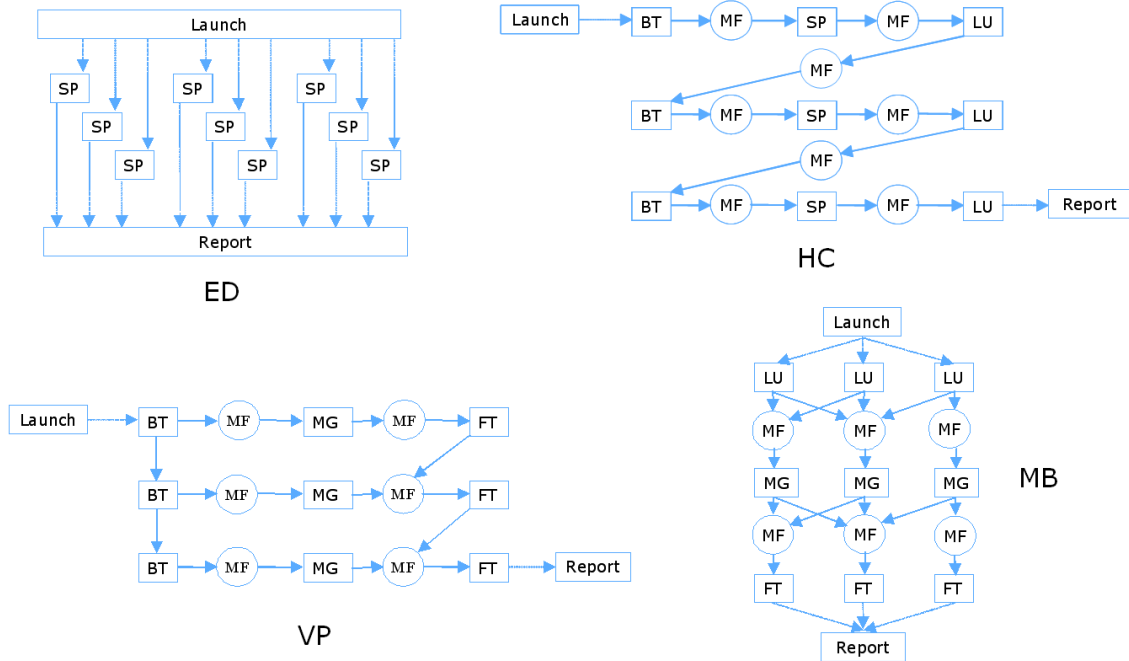 Launch
SP SP SP
SP SP SP
SP SP SP
Report
ED
Launch BT MF SP MF LU
MF
BT MF SP MF LU
MF
BT MF SP MF LU Report
HC
Launch BT MF MG MF FT
BT MF MG MF FT
BT MF MG MF FT Report
VP
Launch
LU LU LU
MF MF MF
MG MG MG
MF MF MF
FT FT FT
Report
MB